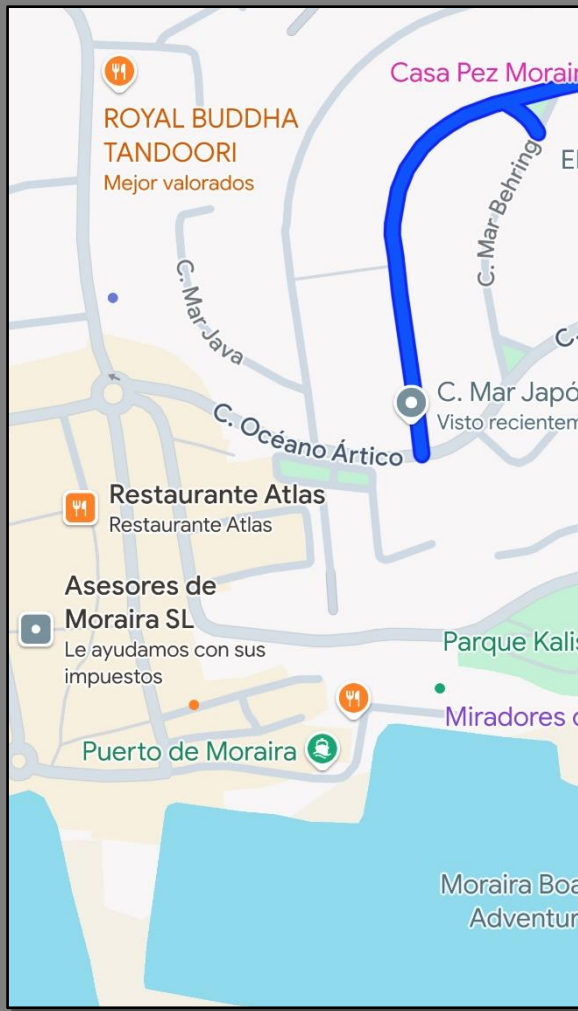 Casa Pez Morair
ROYAL BUDDHA
TANDOORI
Mejor valorados
El
C. Mar Behring
C. Mar Java
C.
C. Mar Japó
Visto recientem
C. Océano Ártico
Restaurante Atlas
Restaurante Atlas
Asesores de
Moraira SL
Le ayudamos con sus
impuestos
Parque Kalis
Miradores
Puerto de Moraira
Moraira Boa
Adventur